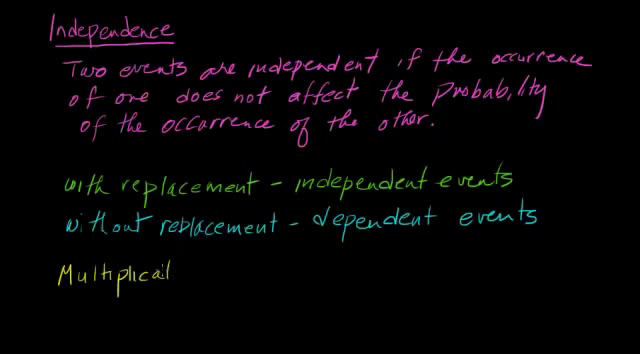 Independence
Two events are independent if the occurrence
of one does not affect the Probability
of the occurrence of the other.
with replacement - independent events
without replacement - dependent events
Multiplicati